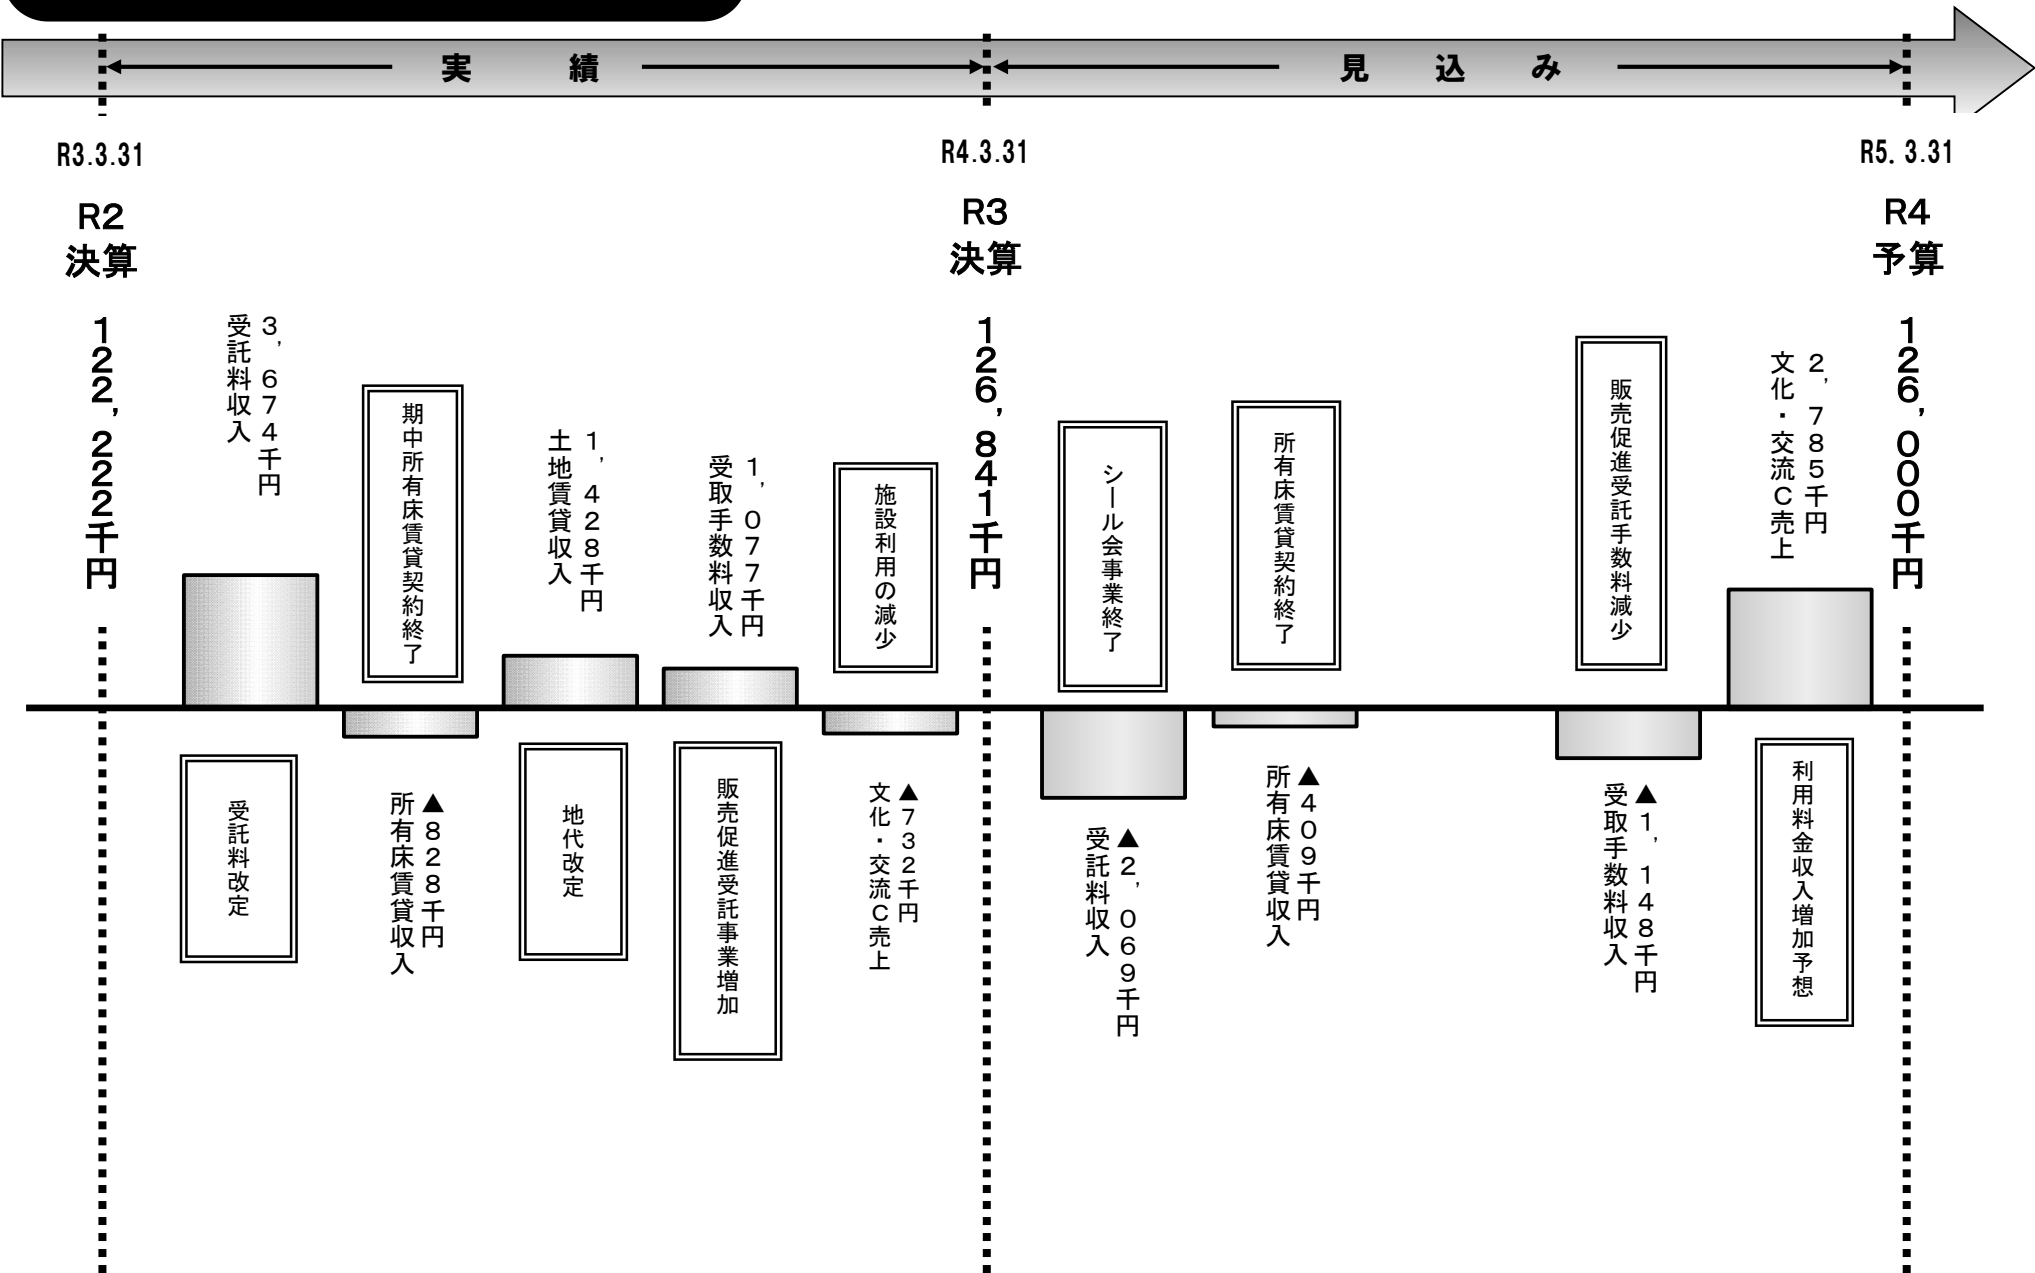 実績
見込み
R3.3.31
R4.3.31
R5. 3.31
R2
決算
R3
決算
R4
予算
122,222千円
3,674千円
受託料収入
受託料改定
期中所有床賃貸契約終了
▲828千円
所有床賃貸収入
1,428千円
土地賃貸収入
地代改定
1,077千円
受取手数料収入
販売促進受託事業増加
施設利用の減少
▲732千円
文化・交流C売上
126,841千円
シール会事業終了
▲2,069千円
受託料収入
所有床賃貸契約終了
▲409千円
所有床賃貸収入
販売促進受託手数料減少
▲1,148千円
受取手数料収入
2,785千円
文化・交流C売上
利用料金収入増加予想
126,000千円